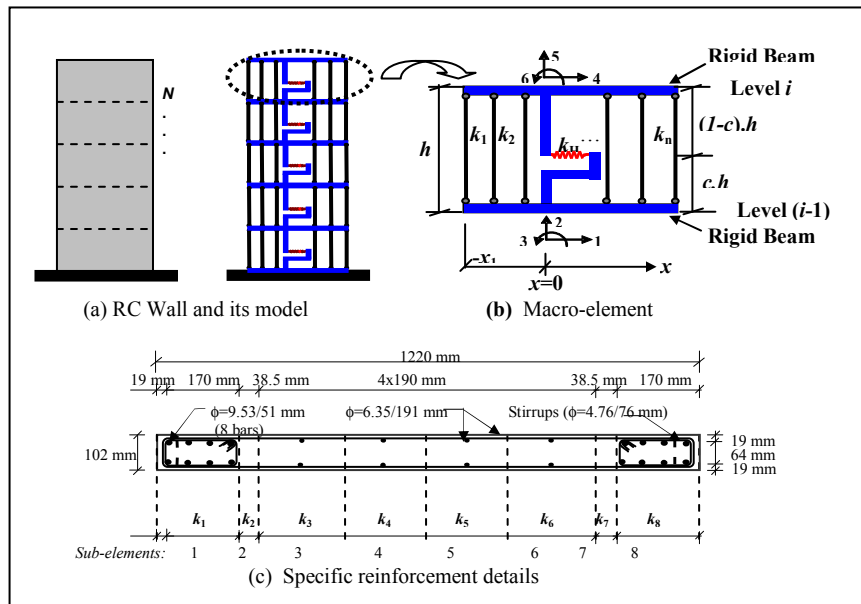 N
.
.
.
(a) RC Wall and its model
5
6
4
Rigid Beam
Level i
(1-c).h
h
k1 k2 kH ... kn
c.h
2
Level (i-1)
3
1
Rigid Beam
-x1
x
x=0
(b) Macro-element
1220 mm
19 mm 170 mm 38.5 mm 4x190 mm 38.5 mm 170 mm
ϕ=9.53/51 mm
(8 bars)
ϕ=6.35/191 mm
Stirrups (ϕ=4.76/76 mm)
102 mm
19 mm
64 mm
19 mm
k1 k2 k3 k4 k5 k6 k7 k8
Sub-elements: 1 2 3 4 5 6 7 8
(c) Specific reinforcement details